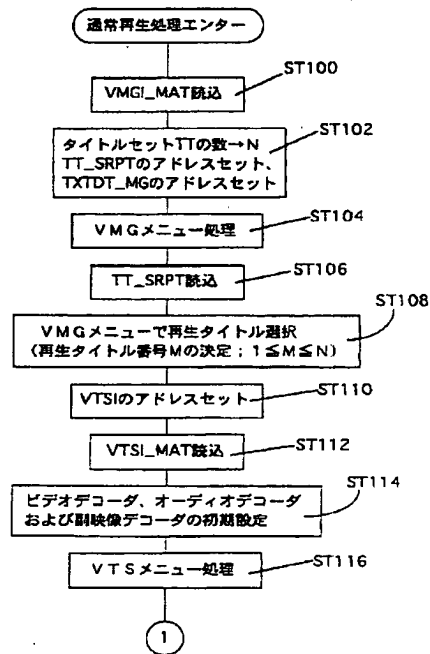 通常再生処理エンター
ST100
VMGI_MAT読込
ST102
タイトルセットTTの数→N
TT_SRPTのアドレスセット、
TXTDT_MGのアドレスセット
ST104
VMGメニュー処理
ST106
TT_SRPT読込
ST108
VMGメニューで再生タイトル選択
(再生タイトル番号Mの決定;1≦M≦N)
ST110
VTSIのアドレスセット
ST112
VTSI_MAT読込
ST114
ビデオデコーダ、オーディオデコーダ
および副映像デコーダの初期設定
ST116
VTSメニュー処理
1